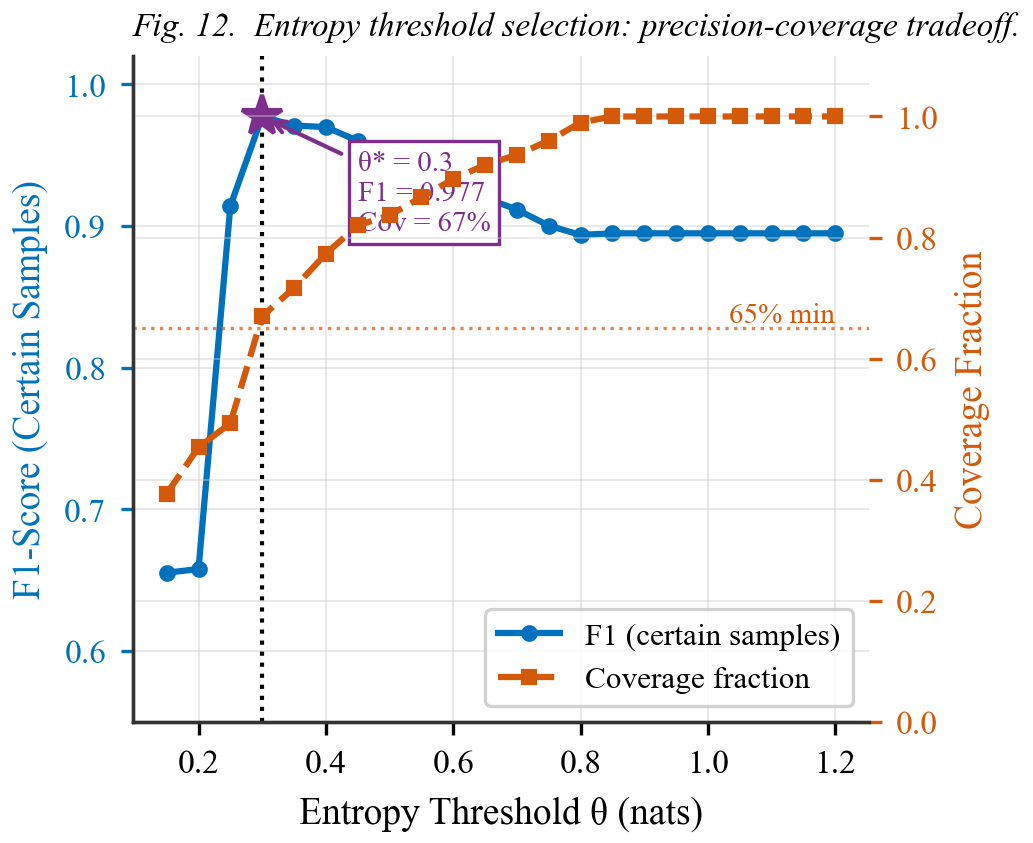 Fig. 12. Entropy threshold selection: precision-coverage tradeoff.
F1-Score (Certain Samples)
1.0
0.9
0.8
0.7
0.6
θ* = 0.3
F1 = 0.977
Cov = 67%
65% min
1.0
0.8
0.6
0.4
0.2
0.0
Coverage Fraction
F1 (certain samples)
Coverage fraction
0.2 0.4 0.6 0.8 1.0 1.2
Entropy Threshold θ (nats)